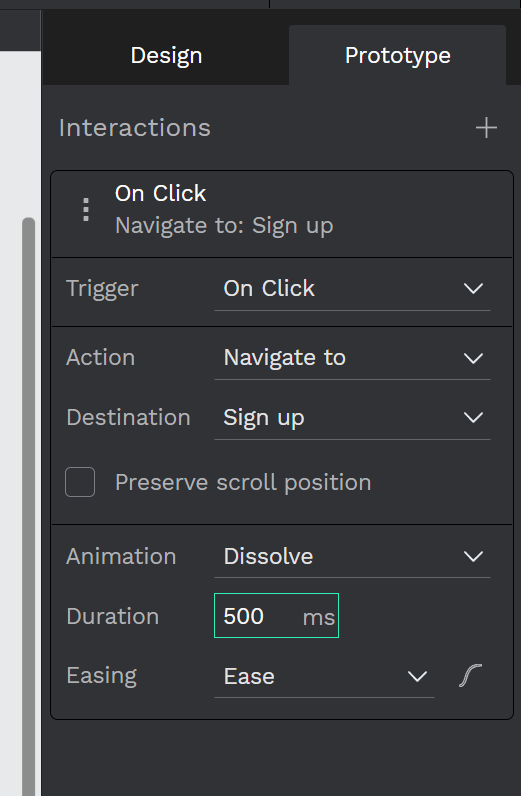 Design Prototype
Interactions
On Click
Navigate to: Sign up
Trigger On Click
Action Navigate to
Destination Sign up
Preserve scroll position
Animation Dissolve
Duration 500 ms
Easing Ease